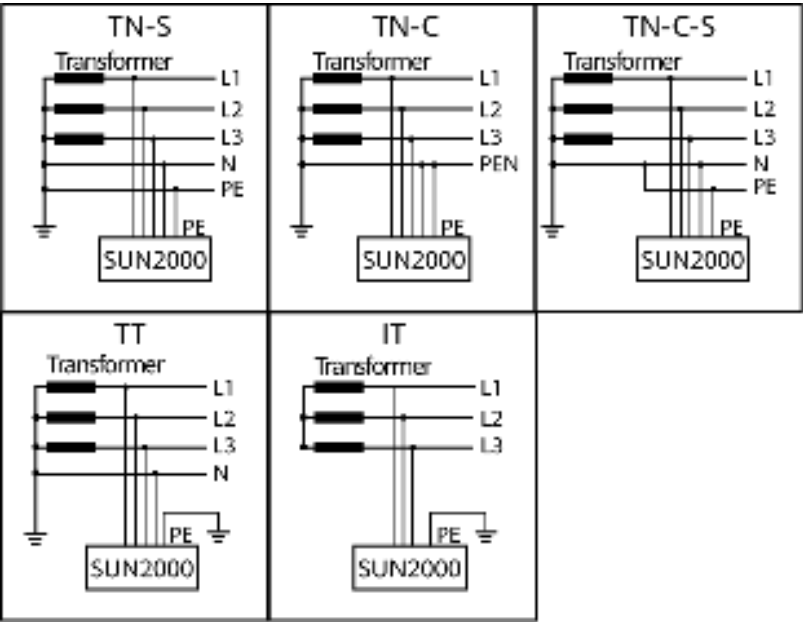 TN-S
Transformer
L1
L2
L3
N
PE
PE
SUN2000
TN-C
Transformer
L1
L2
L3
PEN
PE
SUN2000
TN-C-S
Transformer
L1
L2
L3
N
PE
PE
SUN2000
TT
Transformer
L1
L2
L3
N
PE
SUN2000
IT
Transformer
L1
L2
L3
PE
SUN2000